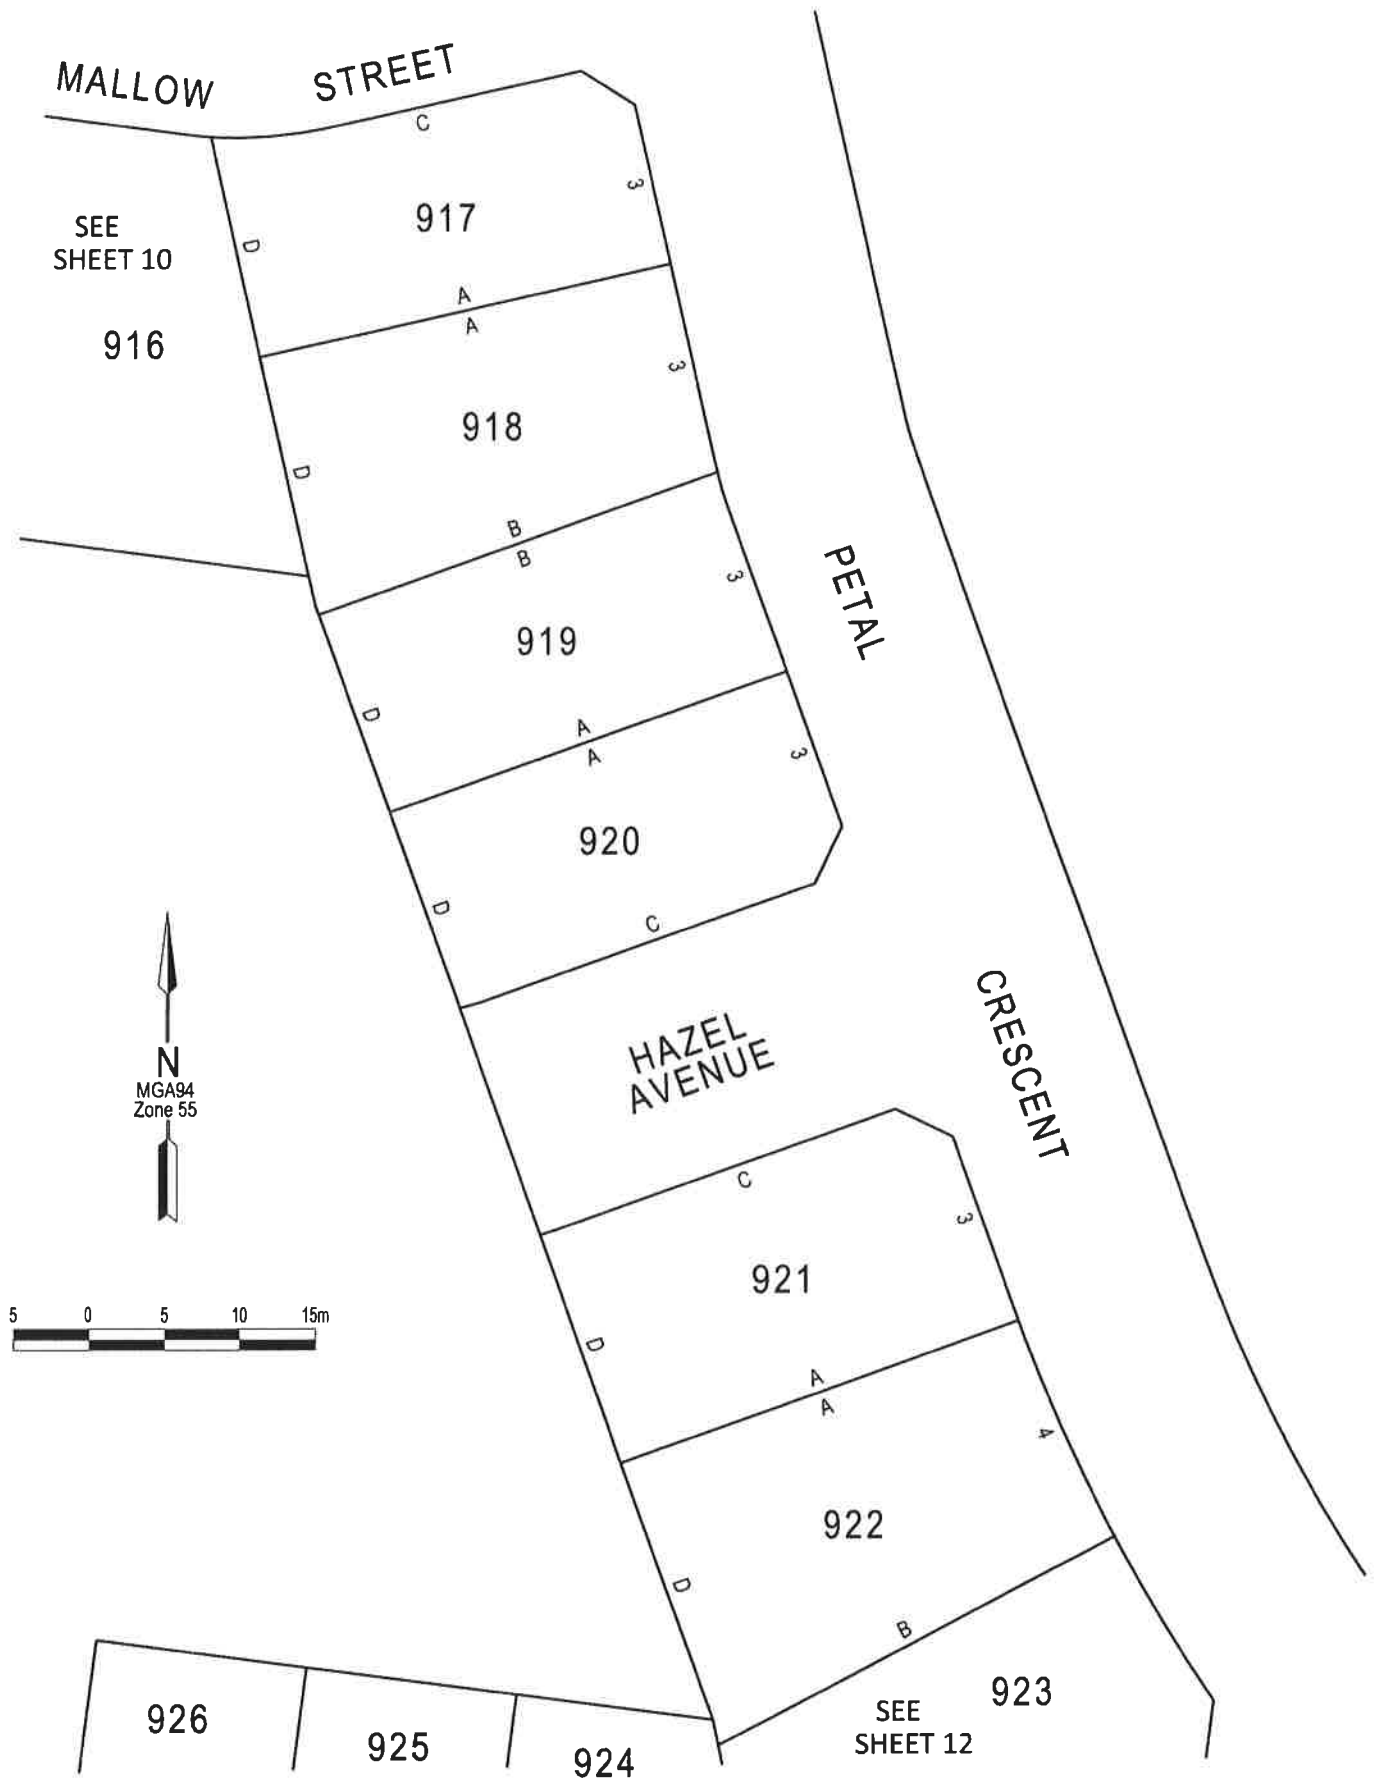 MALLOW STREET
C
3
917
SEE
SHEET 10
D
A
A
916
3
918
D
B
B
3
PETAL
919
D
A
A
3
920
D
C
CRESCENT
HAZEL
AVENUE
N
MGA94
Zone 55
C
3
921
5 0 5 10 15m
D
A
A
4
922
D
B
923
SEE
SHEET 12
926
925
924